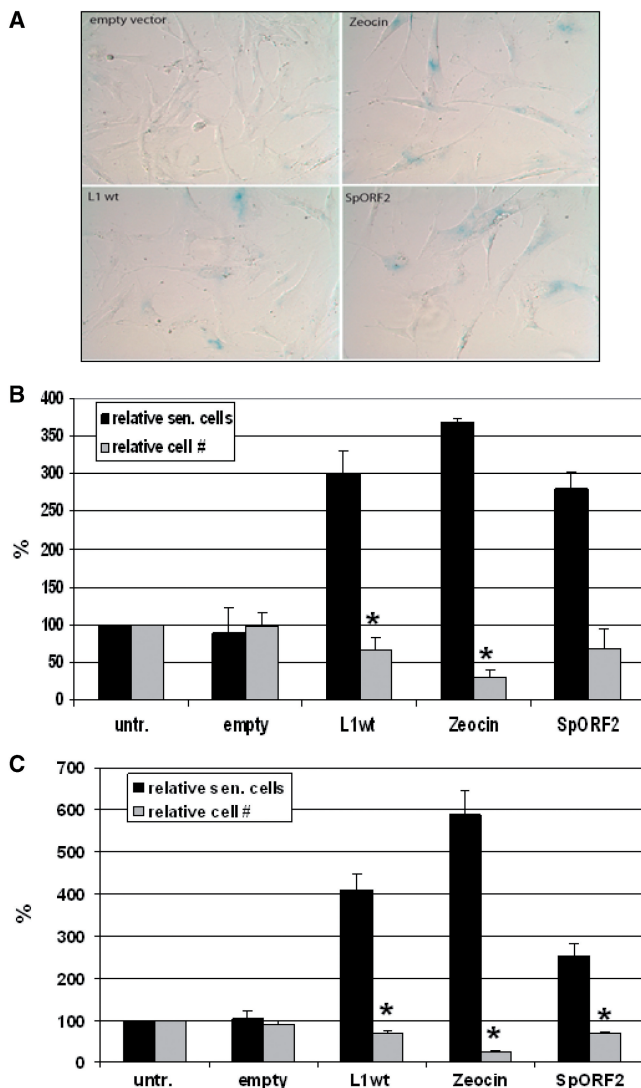 A
empty vector
Zeocin
L1 wt
SpORF2
B
400
350
300
250
200
150
100
50
0
%
relative sen. cells
relative cell #
*
*
untr.
empty
L1wt
Zeocin
SpORF2
C
700
600
500
400
300
200
100
0
%
relative sen. cells
relative cell #
*
*
*
untr.
empty
L1wt
Zeocin
SpORF2